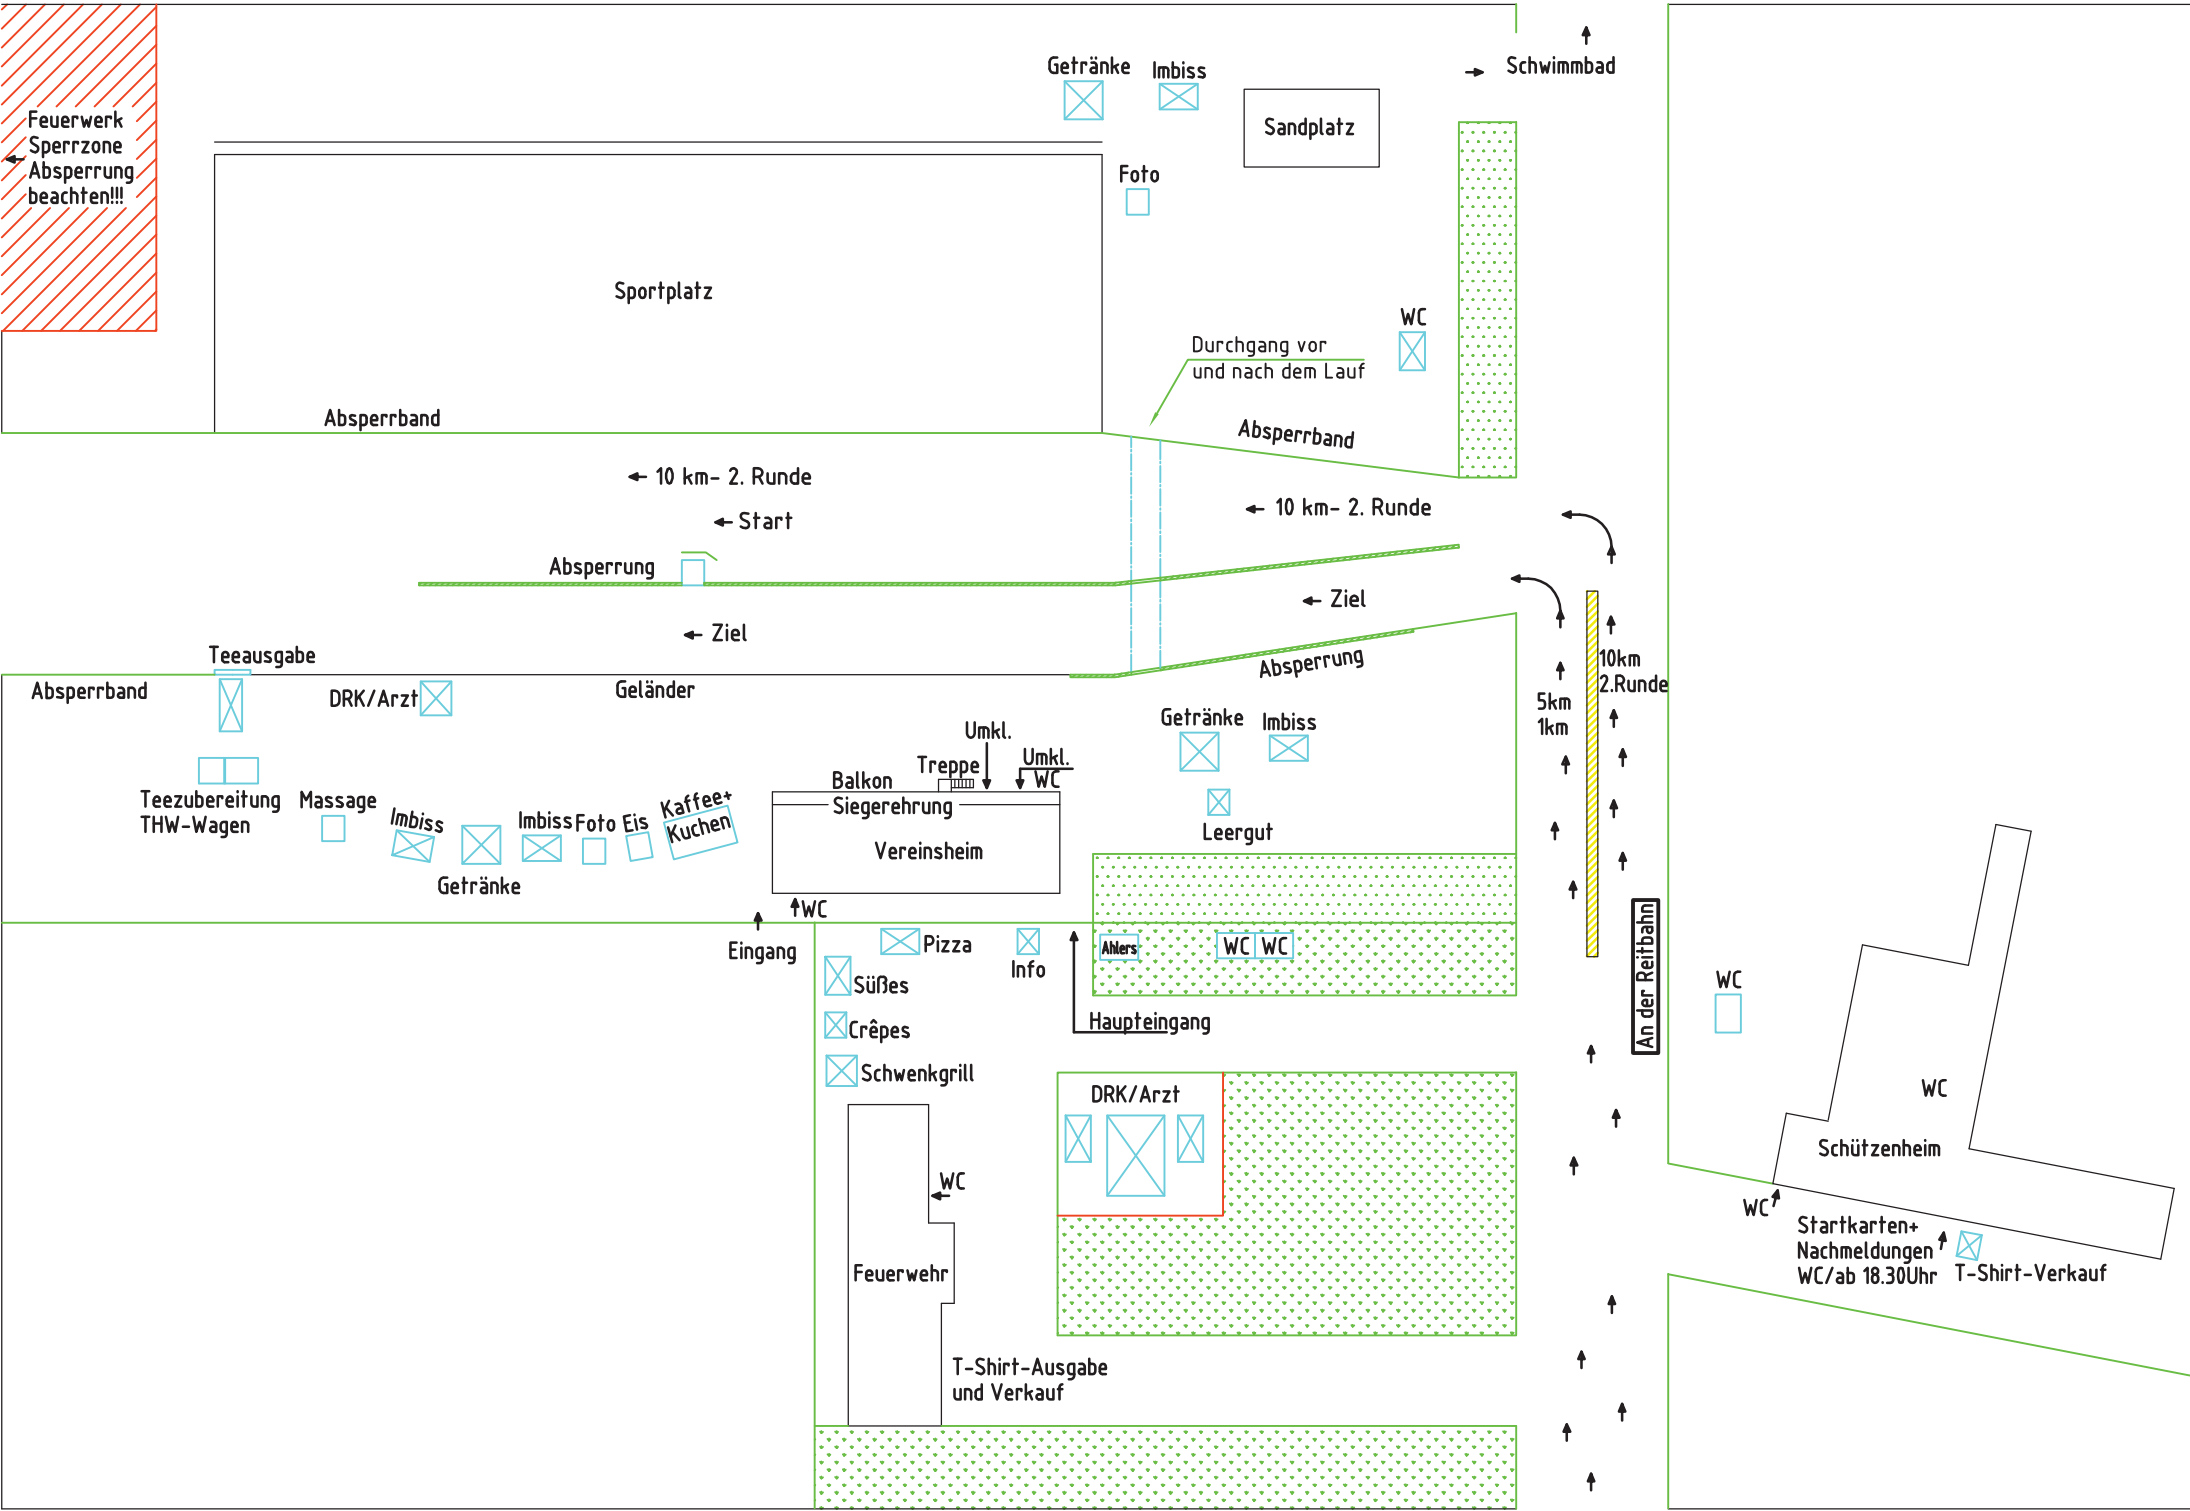 Schwimmbad
Getränke
Imbiss
Sandplatz
Feuerwerk
Sperrzone
Absperrung
beachten!!!
Foto
Sportplatz
WC
Durchgang vor
und nach dem Lauf
Absperrband
Absperrband
10 km- 2. Runde
Start
10 km- 2. Runde
Absperrung
Ziel
Ziel
Teeausgabe
Absperrband
DRK/Arzt
Geländer
Absperrung
10km
2.Runde
5km
1km
Getränke
Imbiss
Leergut
Umkl.
Umkl.
WC
Treppe
Balkon
Siegerehrung
Vereinsheim
Teezubereitung
THW-Wagen
Massage
Imbiss
Getränke
Imbiss
Foto
Eis
Kaffee+
Kuchen
WC
Eingang
Pizza
Info
Ahlers
WC
WC
Süßes
Crêpes
Schwenkgrill
Haupteingang
An der Reitbahn
WC
DRK/Arzt
WC
Schützenheim
WC
WC
Feuerwehr
Startkarten+
Nachmeldungen
WC/ab 18.30Uhr
T-Shirt-Verkauf
T-Shirt-Ausgabe
und Verkauf